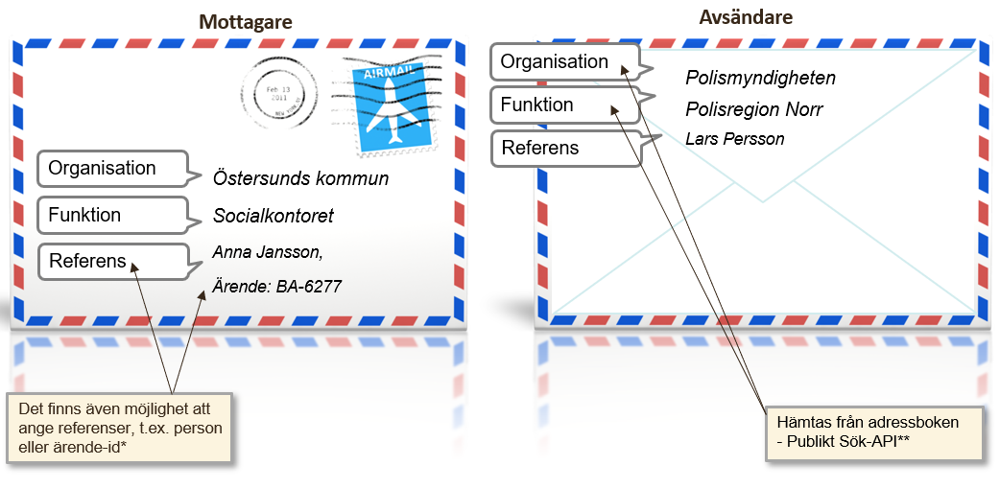 Mottagare
Feb 13
2011
NEW YORK
AIRMAIL
Organisation
Östersunds kommun
Funktion
Socialkontoret
Referens
Anna Jansson,
Ärende: BA-6277
Det finns även möjlighet att
ange referenser, t.ex. person
eller ärende-id*
Avsändare
Organisation
Polismyndigheten
Funktion
Polisregion Norr
Referens
Lars Persson
Hämtas från adressboken
- Publikt Sök-API**